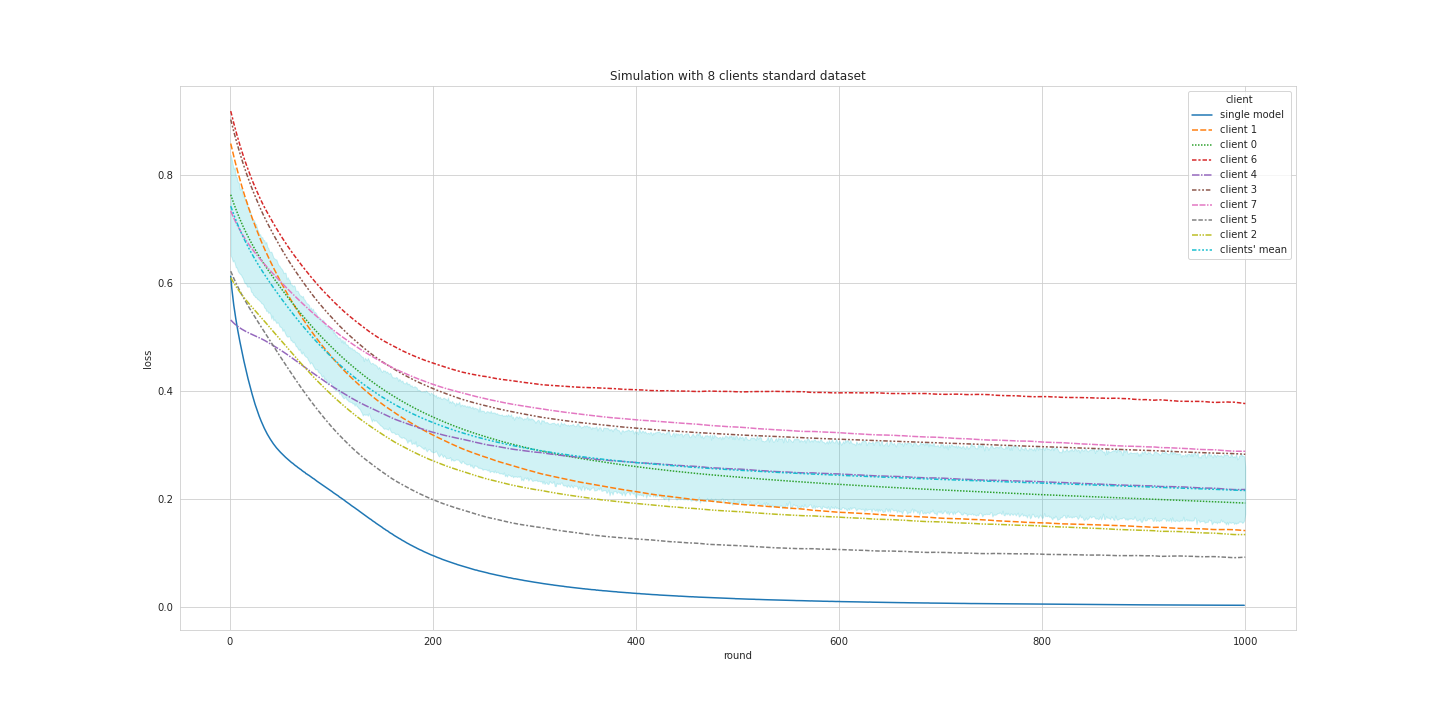 Simulation with 8 clients standard dataset
client
single model
client 1
client 0
client 6
client 4
client 3
client 7
client 5
client 2
clients' mean
loss
0.8
0.6
0.4
0.2
0.0
0 200 400 600 800 1000
round